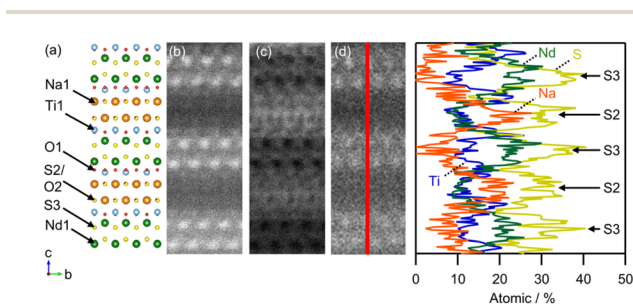 (a)
(b)
(c)
(d)
Na1
Ti1
O1
S2/
O2
S3
Nd1
c
b
Nd
S
Na
Ti
S3
S2
S3
S2
S3
0 10 20 30 40 50
Atomic / %